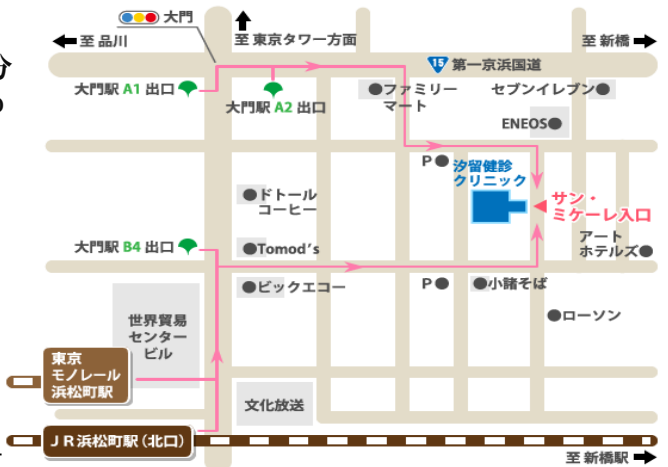 大門
至 品川
至 東京タワー方面
至 新橋
分
15 第一京浜国道
大門駅 A1 出口
大門駅 A2 出口
ファミリー
マート
セブンイレブン
ENEOS
P
汐留健診
クリニック
サン・
ミケーレ入口
ドトール
コーヒー
アート
ホテルズ
大門駅 B4 出口
Tomod's
ビックエコー
P
小諸そば
ローソン
世界貿易
センター
ビル
東京
モノレール
浜松町駅
文化放送
JR浜松町駅(北口)
至 新橋駅